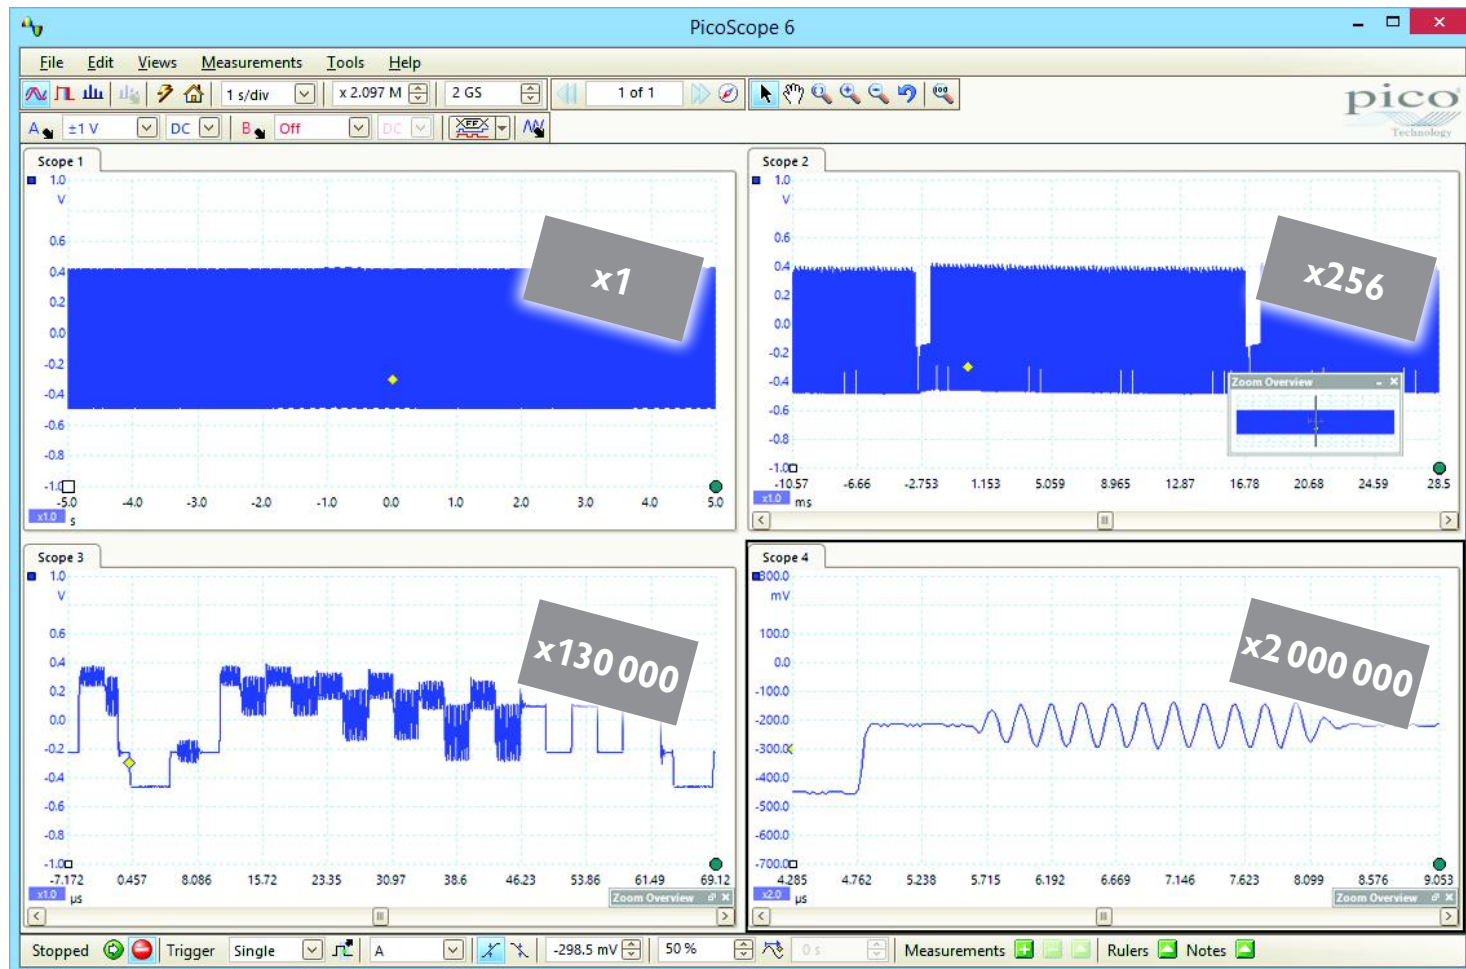 PicoScope 6
File Edit Views Measurements Tools Help
1 s/div x 2.097 M 2 GS 1 of 1
pico
Technology
A ±1 V DC B Off DC
Scope 1
1.0
V
0.6
0.4
0.2
0.0
-0.2
-0.4
-0.6
-0.8
-1.0
-5.0 -4.0 -3.0 -2.0 -1.0 0.0 1.0 2.0 3.0 4.0 5.0
x1.0 s
x1
Scope 2
1.0
V
0.6
0.4
0.2
0.0
-0.2
-0.4
-0.6
-0.8
-1.0
-10.57 -6.66 -2.753 1.153 5.059 8.965 12.87 16.78 20.68 24.59 28.5
x1.0 ms
x256
Zoom Overview
Scope 3
1.0
V
0.6
0.4
0.2
0.0
-0.2
-0.4
-0.6
-0.8
-1.0
-7.172 0.457 8.086 15.72 23.35 30.97 38.6 46.23 53.86 61.49 69.12
x1.0 µs
x130 000
Zoom Overview
Scope 4
300.0
mV
100.0
0.0
-100.0
-200.0
-300.0
-400.0
-500.0
-600.0
-700.0
4.285 4.762 5.238 5.715 6.192 6.669 7.146 7.623 8.099 8.576 9.053
x2.0 µs
x2 000 000
Zoom Overview
Stopped Trigger Single A -298.5 mV 50 % 0 s Measurements Rulers Notes